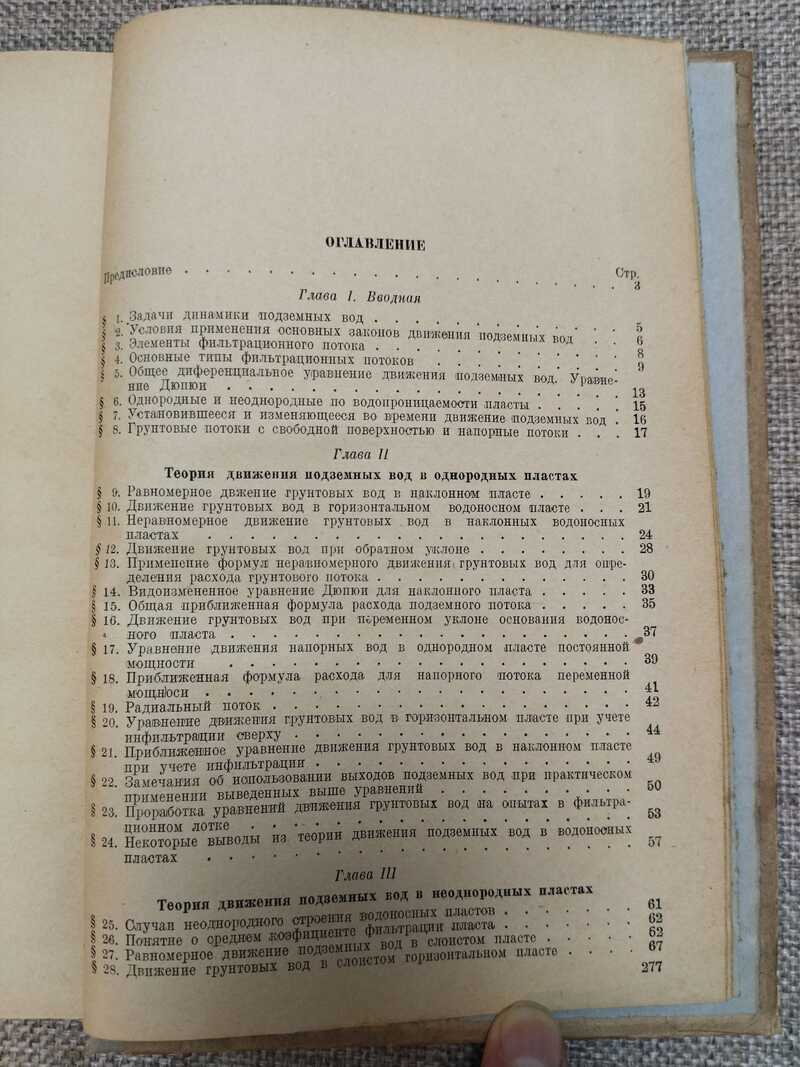 ОГЛАВЛЕНИЕ
Стр.
Предисловие . . . . . . . . . . . . . . . . . . 3
Глава I. Вводная
§ 1. Задачи динамики подземных вод . . . . . . . . . . . 5
§ 2. Условия применения основных законов движения подземных вод . . 6
§ 3. Элементы фильтрационного потока . . . . . . . . . . . 8
§ 4. Основные типы фильтрационных потоков . . . . . . . . . 9
§ 5. Общее диференциальное уравнение движения подземных вод. Уравне-
ние Дюпюи . . . . . . . . . . . . . . . . . 13
§ 6. Однородные и неоднородные по водопроницаемости пласты . . . . . 15
§ 7. Установившееся и изменяющееся во времени движение подземных вод . 16
§ 8. Грунтовые потоки с свободной поверхностью и напорные потоки . . . 17
Глава II
Теория движения подземных вод в однородных пластах
§ 9. Равномерное движение грунтовых вод в наклонном пласте . . . . . 19
§ 10. Движение грунтовых вод в горизонтальном водоносном пласте . . . 21
§ 11. Неравномерное движение грунтовых вод в наклонных водоносных
пластах . . . . . . . . . . . . . . . . . . 24
§ 12. Движение грунтовых вод при обратном уклоне . . . . . . . . 28
§ 13. Применение формул неравномерного движения грунтовых вод для опре-
деления расхода грунтового потока . . . . . . . . . . . . 30
§ 14. Видоизмененное уравнение Дюпюи для наклонного пласта . . . . . 33
§ 15. Общая приближенная формула расхода подземного потока . . . . . 35
§ 16. Движение грунтовых вод при переменном уклоне основания водонос-
ного пласта . . . . . . . . . . . . . . . . . 37
§ 17. Уравнение движения напорных вод в однородном пласте постоянной
мощности . . . . . . . . . . . . . . . . . 39
§ 18. Приближенная формула расхода для напорного потока переменной
мощноси . . . . . . . . . . . . . . . . . . 41
§ 19. Радиальный поток . . . . . . . . . . . . . . . . 42
§ 20. Уравнение движения грунтовых вод в горизонтальном пласте при учете
инфильтрации сверху . . . . . . . . . . . . . . . 44
§ 21. Приближенное уравнение движения грунтовых вод в наклонном пласте
при учете инфильтрации . . . . . . . . . . . . . . 49
§ 22. Замечания об использовании выходов подземных вод при практическом
применении выведенных выше уравнений . . . . . . . . . 50
§ 23. Проработка уравнений движения грунтовых вод на опытах в фильтра-
ционном лотке . . . . . . . . . . . . . . . . . 53
§ 24. Некоторые выводы из теории движения подземных вод в водоносных
пластах . . . . . . . . . . . . . . . . . . 57
Глава III
Теория движения подземных вод в неоднородных пластах
§ 25. Случаи неоднородного строения водоносных пластов . . . . . . 61
§ 26. Понятие о среднем коэфициенте фильтрации пласта . . . . . . 62
§ 27. Равномерное движение подземных вод в слоистом пласте . . . . . 62
§ 28. Движение грунтовых вод в слоистом горизонтальном пласте . . . . 67
277